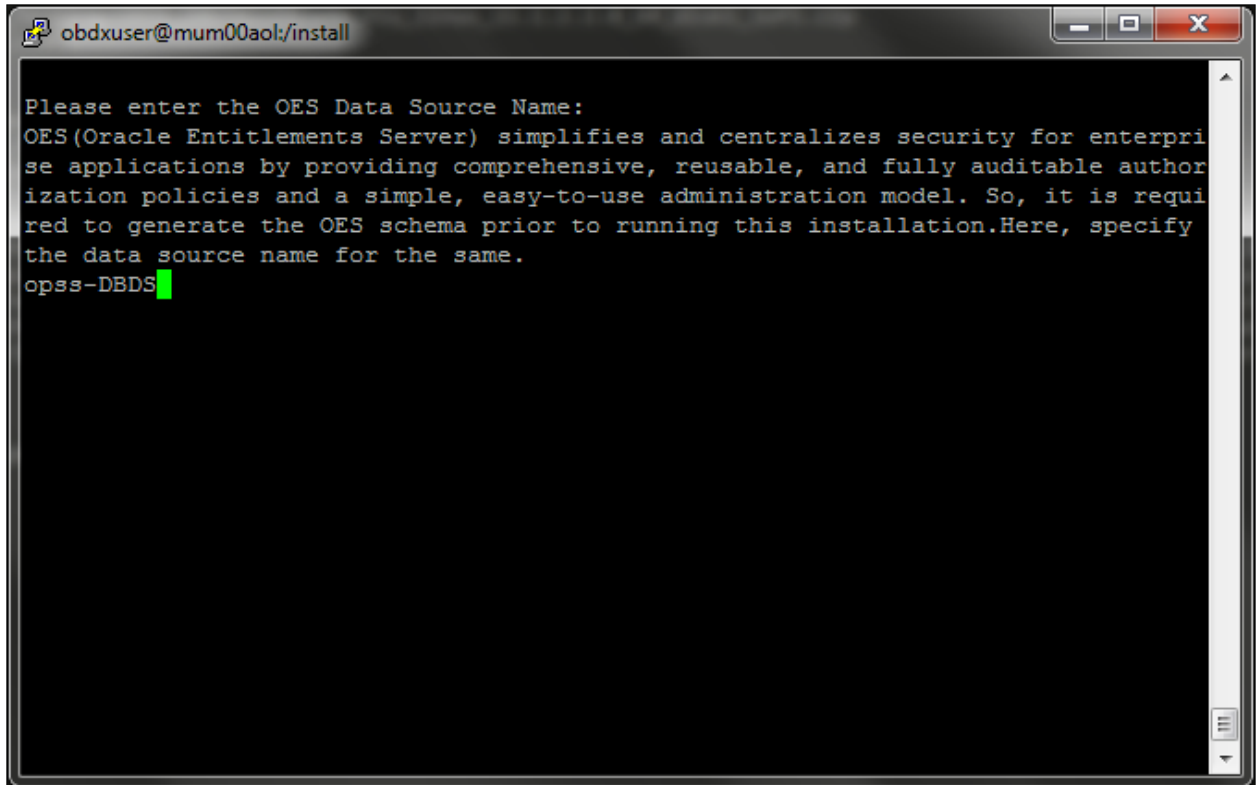 obdxuser@mum00aol:/install
Please enter the OES Data Source Name:
OES(Oracle Entitlements Server) simplifies and centralizes security for enterpri
se applications by providing comprehensive, reusable, and fully auditable author
ization policies and a simple, easy-to-use administration model. So, it is requi
red to generate the OES schema prior to running this installation.Here, specify
the data source name for the same.
opss-DBDS